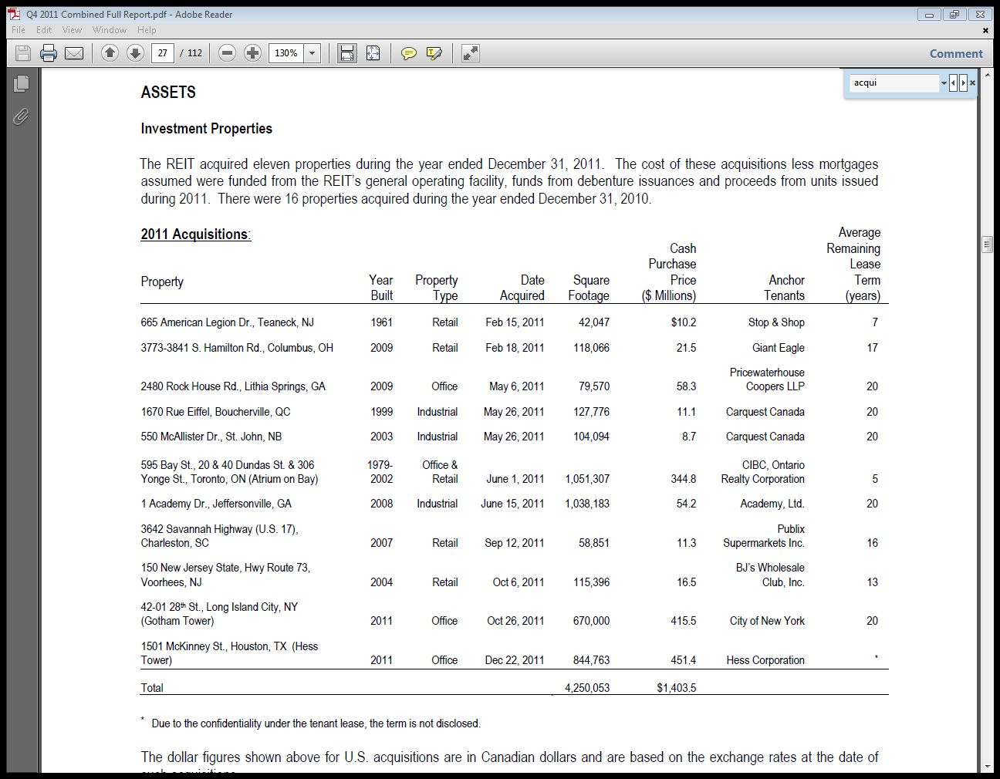 Q4 2011 Combined Full Report.pdf - Adobe Reader
File Edit View Window Help
27 / 112 130% Comment
acqui
ASSETS
Investment Properties
The REIT acquired eleven properties during the year ended December 31, 2011. The cost of these acquisitions less mortgages
assumed were funded from the REIT's general operating facility, funds from debenture issuances and proceeds from units issued
during 2011. There were 16 properties acquired during the year ended December 31, 2010.
2011 Acquisitions:
Property
Year Built
Property Type
Date Acquired
Square Footage
Cash Purchase Price ($ Millions)
Anchor Tenants
Average Remaining Lease Term (years)
665 American Legion Dr., Teaneck, NJ 1961 Retail Feb 15, 2011 42,047 $10.2 Stop & Shop 7
3773-3841 S. Hamilton Rd., Columbus, OH 2009 Retail Feb 18, 2011 118,066 21.5 Giant Eagle 17
Pricewaterhouse
2480 Rock House Rd., Lithia Springs, GA 2009 Office May 6, 2011 79,570 58.3 Coopers LLP 20
1670 Rue Eiffel, Boucherville, QC 1999 Industrial May 26, 2011 127,776 11.1 Carquest Canada 20
550 McAllister Dr., St. John, NB 2003 Industrial May 26, 2011 104,094 8.7 Carquest Canada 20
595 Bay St., 20 & 40 Dundas St. & 306 1979- Office & CIBC, Ontario
Yonge St., Toronto, ON (Atrium on Bay) 2002 Retail June 1, 2011 1,051,307 344.8 Realty Corporation 5
1 Academy Dr., Jeffersonville, GA 2008 Industrial June 15, 2011 1,038,183 54.2 Academy, Ltd. 20
3642 Savannah Highway (U.S. 17), Publix
Charleston, SC 2007 Retail Sep 12, 2011 58,851 11.3 Supermarkets Inc. 16
150 New Jersey State, Hwy Route 73, BJ's Wholesale
Voorhees, NJ 2004 Retail Oct 6, 2011 115,396 16.5 Club, Inc. 13
42-01 28th St., Long Island City, NY
(Gotham Tower) 2011 Office Oct 26, 2011 670,000 415.5 City of New York 20
1501 McKinney St., Houston, TX (Hess
Tower) 2011 Office Dec 22, 2011 844,763 451.4 Hess Corporation *
Total 4,250,053 $1,403.5
* Due to the confidentiality under the tenant lease, the term is not disclosed.
The dollar figures shown above for U.S. acquisitions are in Canadian dollars and are based on the exchange rates at the date of